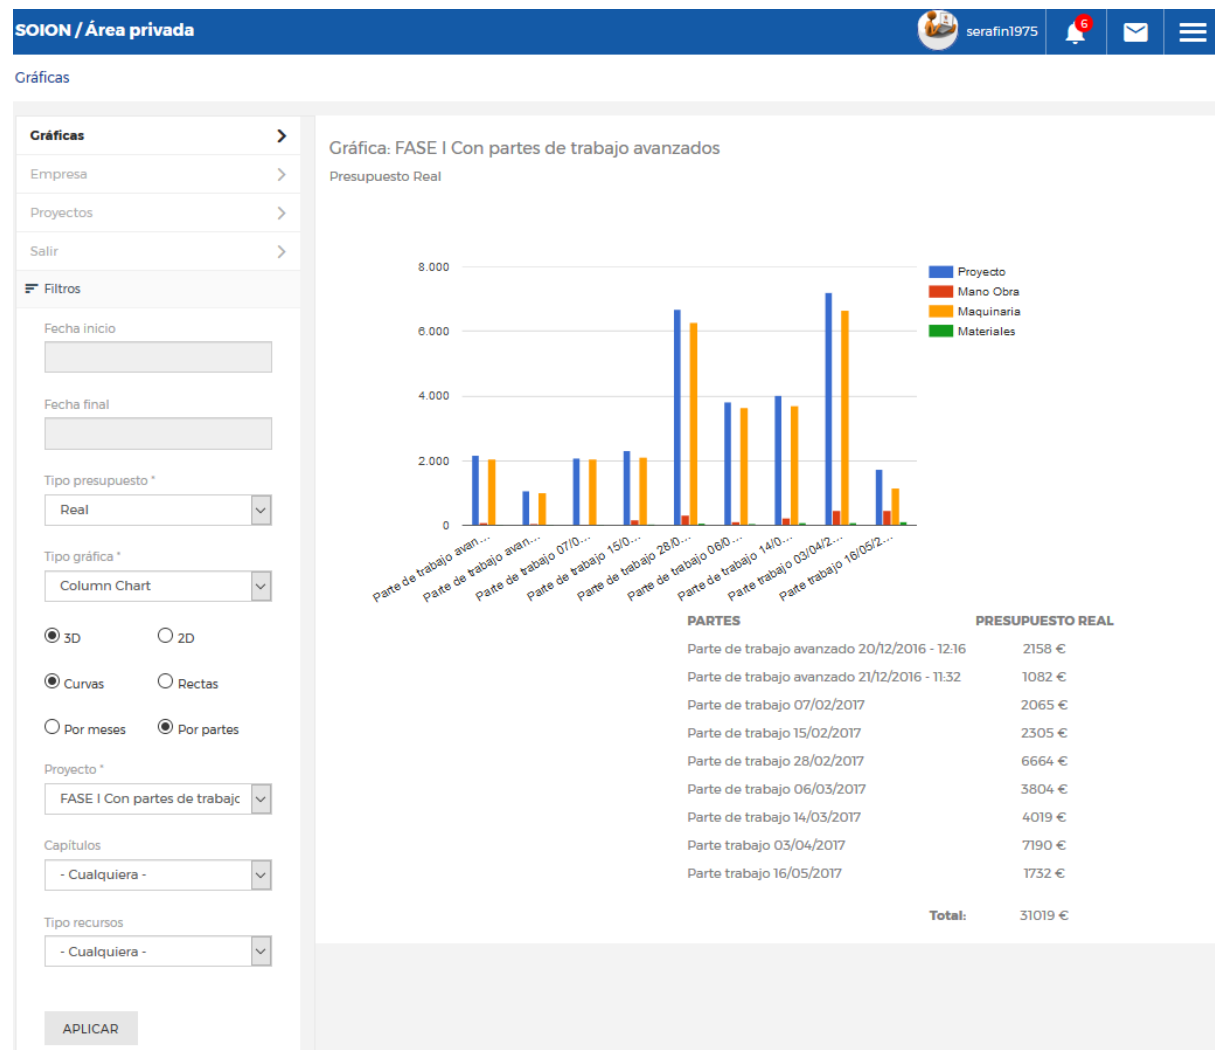 SOION / Área privada
serafin1975
6
Gráficas
Gráficas
Empresa
Proyectos
Salir
Filtros
Fecha inicio
Fecha final
Tipo presupuesto *
Real
Tipo gráfica *
Column Chart
3D 2D
Curvas Rectas
Por meses Por partes
Proyecto *
FASE I Con partes de trabajc
Capítulos
- Cualquiera -
Tipo recursos
- Cualquiera -
APLICAR
Gráfica: FASE I Con partes de trabajo avanzados
Presupuesto Real
8.000
6.000
4.000
2.000
0
Proyecto
Mano Obra
Maquinaria
Materiales
Parte de trabajo avan...
Parte de trabajo avan...
Parte de trabajo 07/0...
Parte de trabajo 15/0...
Parte de trabajo 28/0...
Parte de trabajo 06/0...
Parte de trabajo 14/0...
Parte trabajo 03/04/2...
Parte trabajo 16/05/2...
PARTES PRESUPUESTO REAL
Parte de trabajo avanzado 20/12/2016 - 12:16 2158 €
Parte de trabajo avanzado 21/12/2016 - 11:32 1082 €
Parte de trabajo 07/02/2017 2065 €
Parte de trabajo 15/02/2017 2305 €
Parte de trabajo 28/02/2017 6664 €
Parte de trabajo 06/03/2017 3804 €
Parte de trabajo 14/03/2017 4019 €
Parte trabajo 03/04/2017 7190 €
Parte trabajo 16/05/2017 1732 €
Total: 31019 €